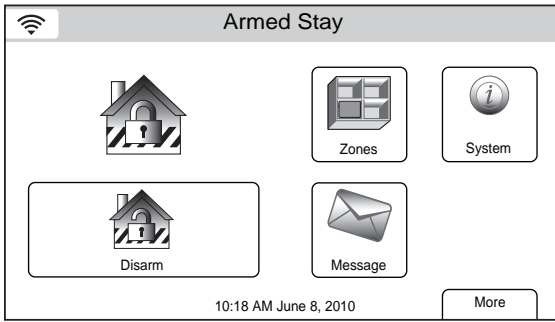 Armed Stay
Zones
System
Disarm
Message
10:18 AM June 8, 2010
More